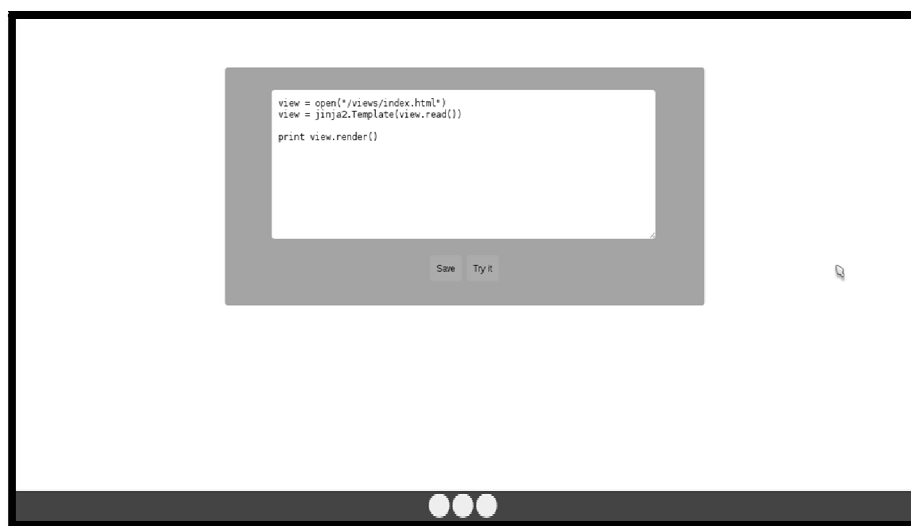 view = open("/views/index.html")
view = jinja2.Template(view.read())
print view.render()
Save Try it